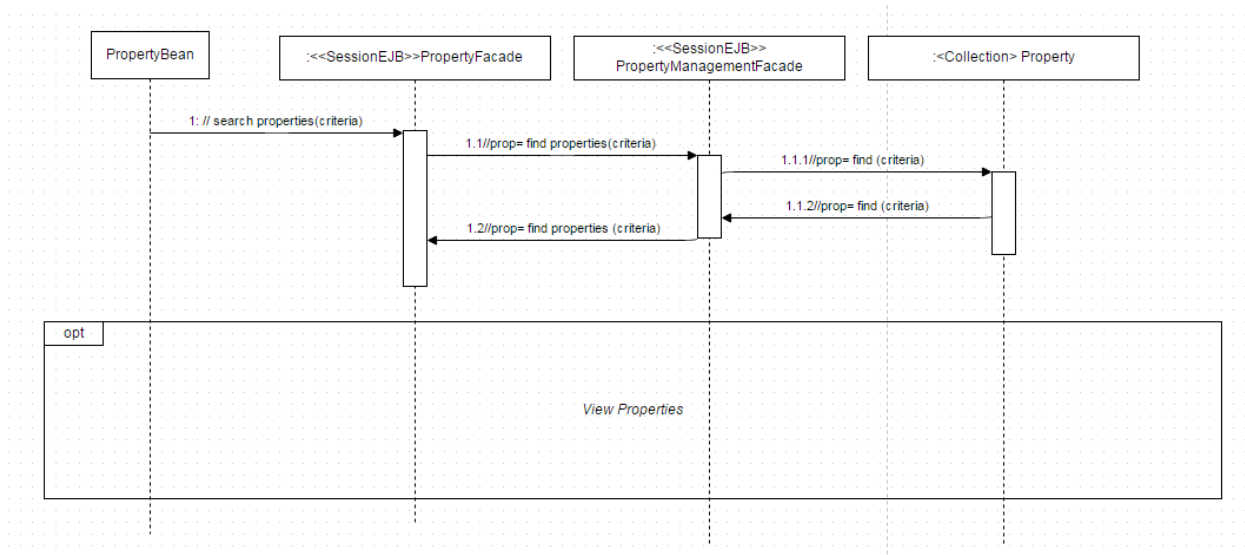 PropertyBean
:<<SessionEJB>>PropertyFacade
:<<SessionEJB>>
PropertyManagementFacade
:<Collection> Property
1: // search properties(criteria)
1.1//prop= find properties(criteria)
1.1.1//prop= find (criteria)
1.1.2//prop= find (criteria)
1.2//prop= find properties (criteria)
opt
View Properties